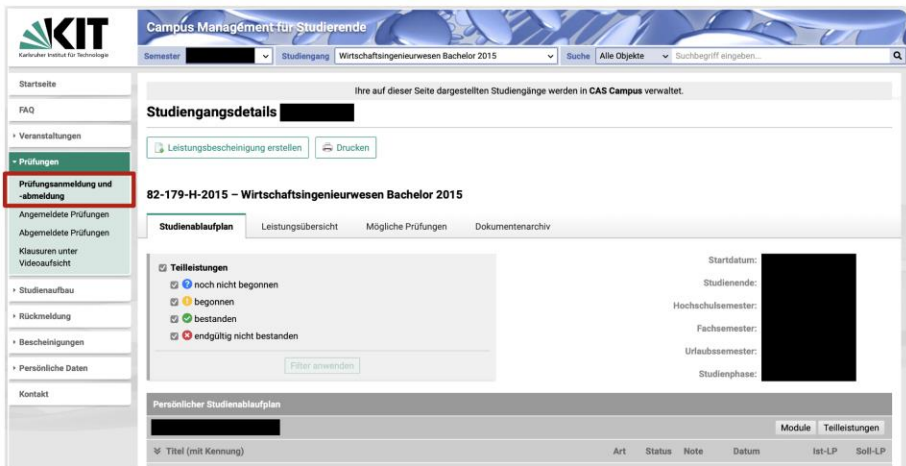 KIT
Karlsruher Institut für Technologie
Campus Management für Studierende
Semester Studiengang Wirtschaftsingenieurwesen Bachelor 2015 Suche Alle Objekte Suchbegriff eingeben...
Startseite
FAQ
Veranstaltungen
Prüfungen
Prüfungsanmeldung und
-abmeldung
Angemeldete Prüfungen
Abgemeldete Prüfungen
Klausuren unter
Videoaufsicht
Studienaufbau
Rückmeldung
Bescheinigungen
Persönliche Daten
Kontakt
Ihre auf dieser Seite dargestellten Studiengänge werden in CAS Campus verwaltet.
Studiengangsdetails
Leistungsbescheinigung erstellen Drucken
82-179-H-2015 – Wirtschaftsingenieurwesen Bachelor 2015
Studienablaufplan Leistungsübersicht Mögliche Prüfungen Dokumentenarchiv
Teilleistungen
noch nicht begonnen
begonnen
bestanden
endgültig nicht bestanden
Filter anwenden
Startdatum:
Studienende:
Hochschulsemester:
Fachsemester:
Urlaubssemester:
Studienphase:
Persönlicher Studienablaufplan
Module Teilleistungen
Titel (mit Kennung) Art Status Note Datum Ist-LP Soll-LP